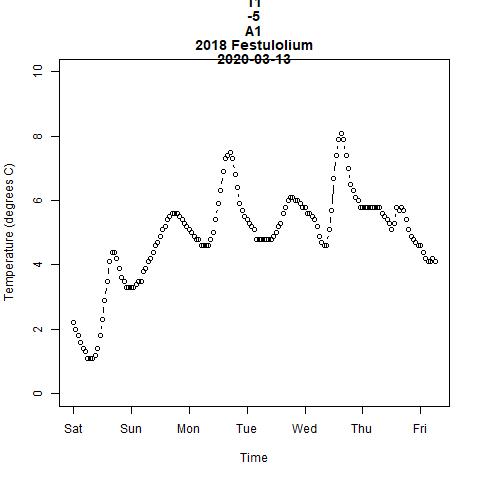 -5
A1
2018 Festulolium
2020-03-13
Temperature (degrees C)
10
8
6
4
2
0
Sat
Sun
Mon
Tue
Wed
Thu
Fri
Time